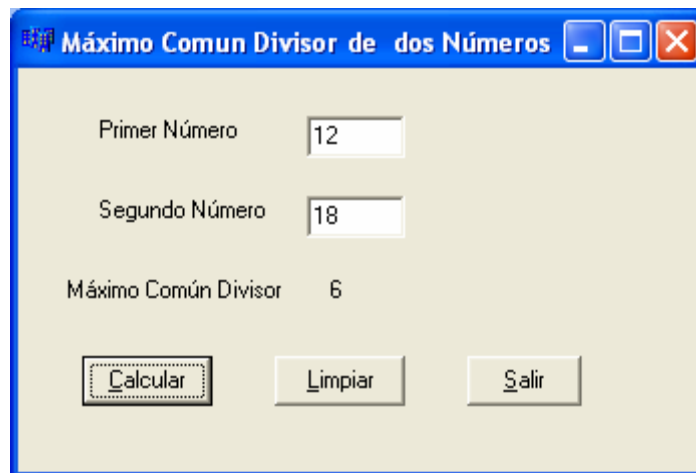 Máximo Comun Divisor de dos Números
Primer Número 12
Segundo Número 18
Máximo Común Divisor 6
Calcular Limpiar Salir